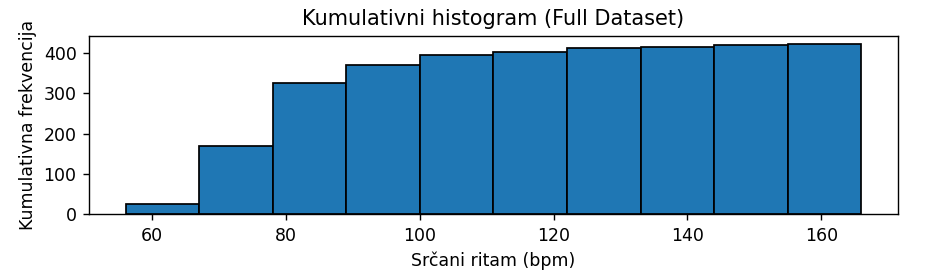 Kumulativni histogram (Full Dataset)
Kumulativna frekvencija
400
300
200
100
0
60 80 100 120 140 160
Srčani ritam (bpm)